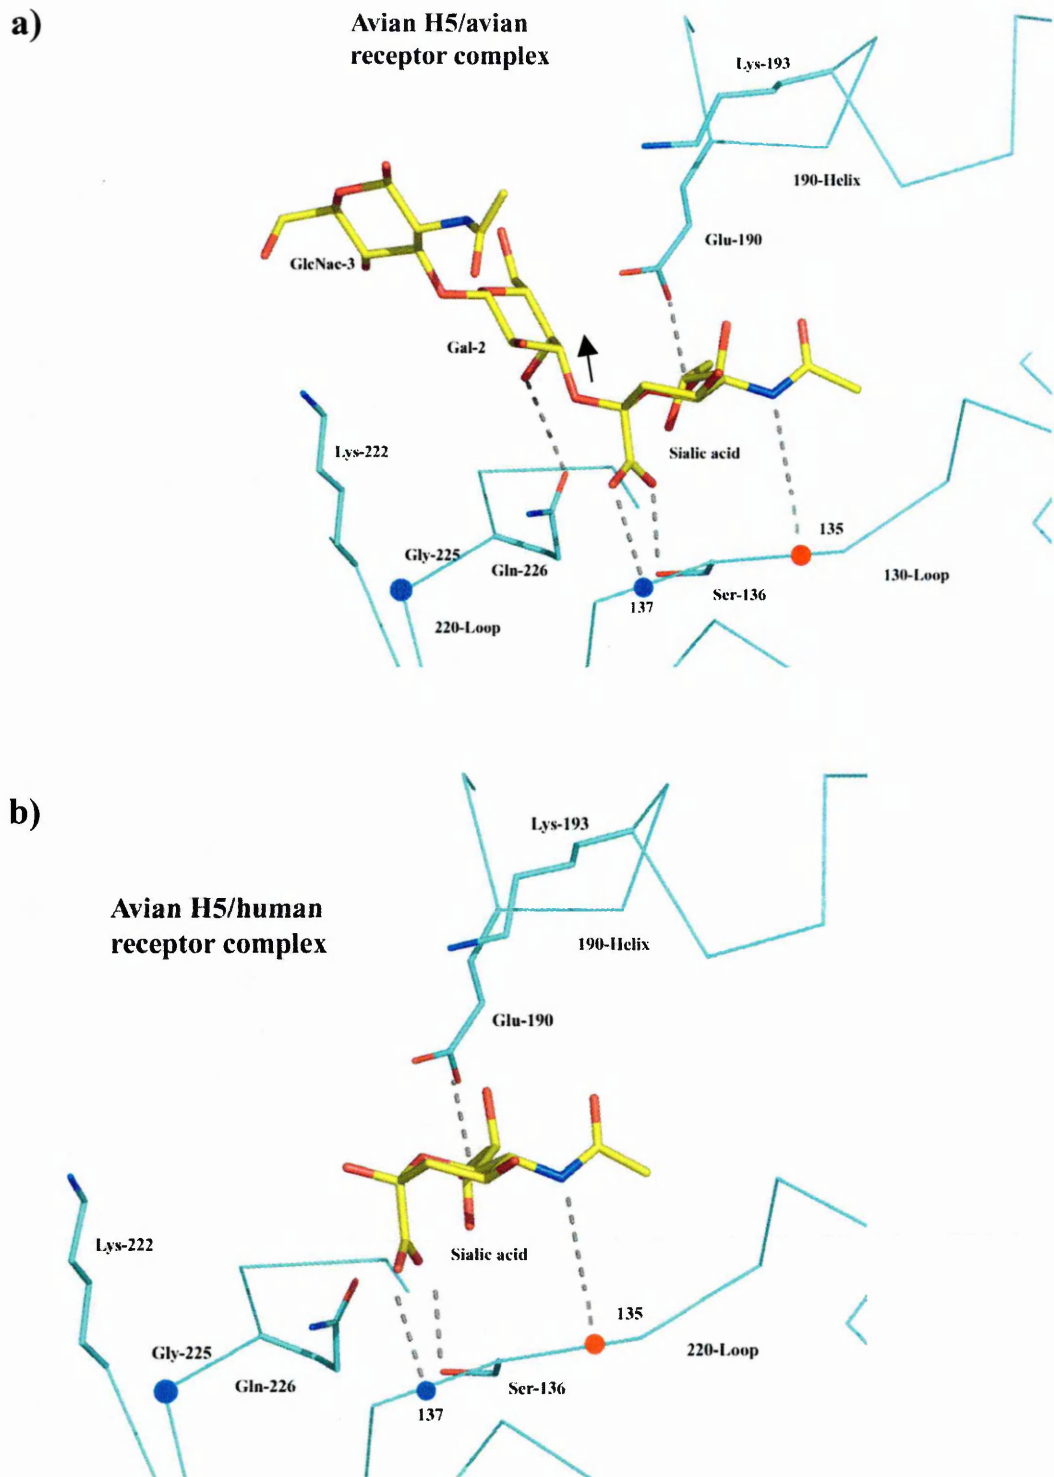 a)
Avian H5/avian
receptor complex
Lys-193
190-Helix
Glu-190
GlcNac-3
Gal-2
Sialic acid
Lys-222
135
Gly-225
Gln-226
130-Loop
Ser-136
137
220-Loop
b)
Lys-193
Avian H5/human
receptor complex
190-Helix
Glu-190
Lys-222
Sialic acid
135
Gly-225
220-Loop
Gln-226
Ser-136
137